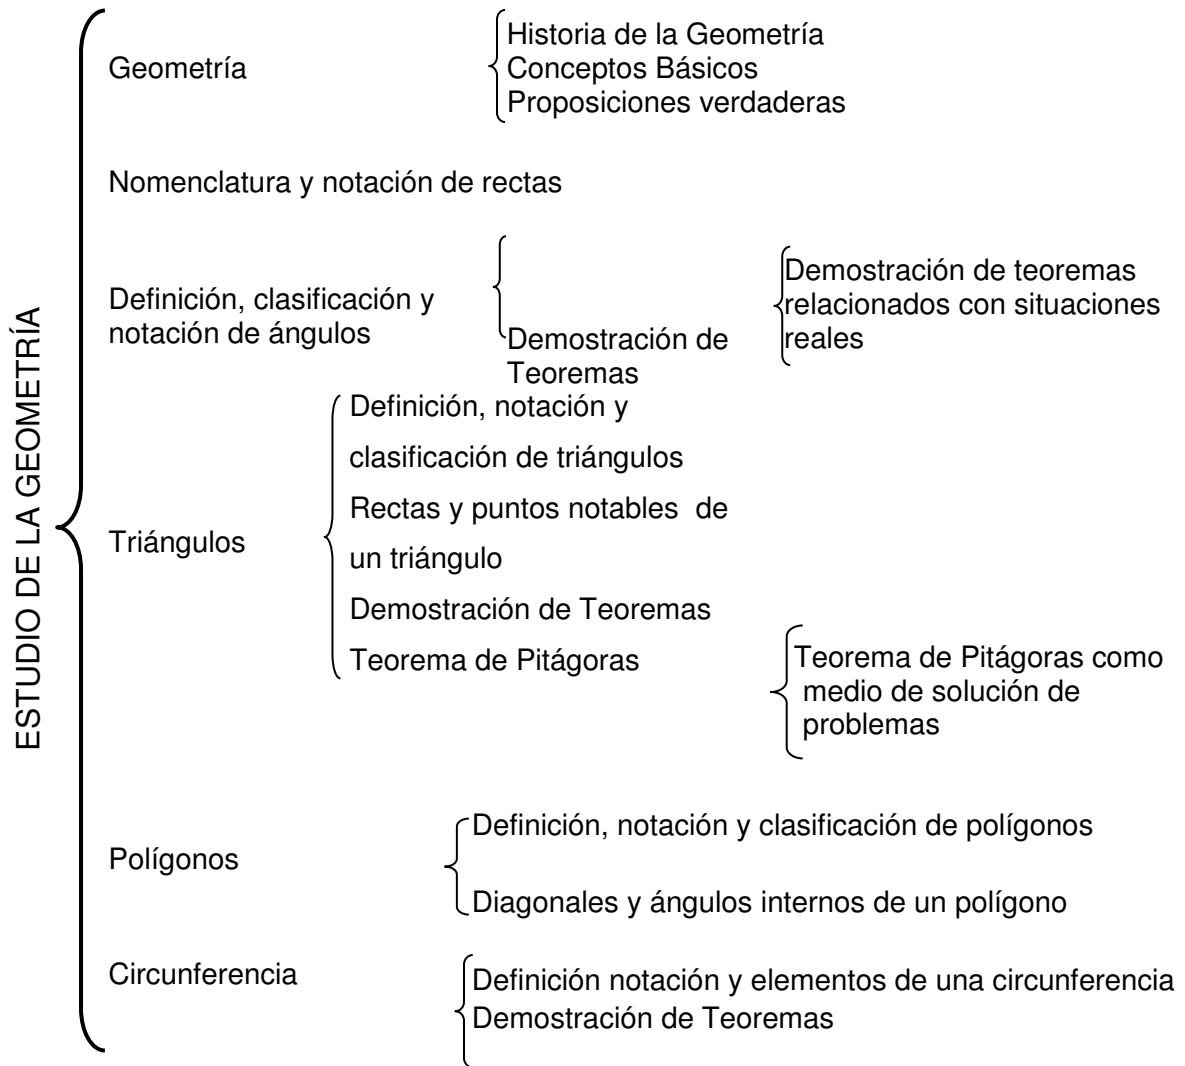 ESTUDIO DE LA GEOMETRÍA
Geometría
Historia de la Geometría
Conceptos Básicos
Proposiciones verdaderas
Nomenclatura y notación de rectas
Definición, clasificación y
notación de ángulos
Demostración de
Teoremas
Demostración de teoremas
relacionados con situaciones
reales
Triángulos
Definición, notación y
clasificación de triángulos
Rectas y puntos notables de
un triángulo
Demostración de Teoremas
Teorema de Pitágoras
Teorema de Pitágoras como
medio de solución de
problemas
Polígonos
Definición, notación y clasificación de polígonos
Diagonales y ángulos internos de un polígono
Circunferencia
Definición notación y elementos de una circunferencia
Demostración de Teoremas